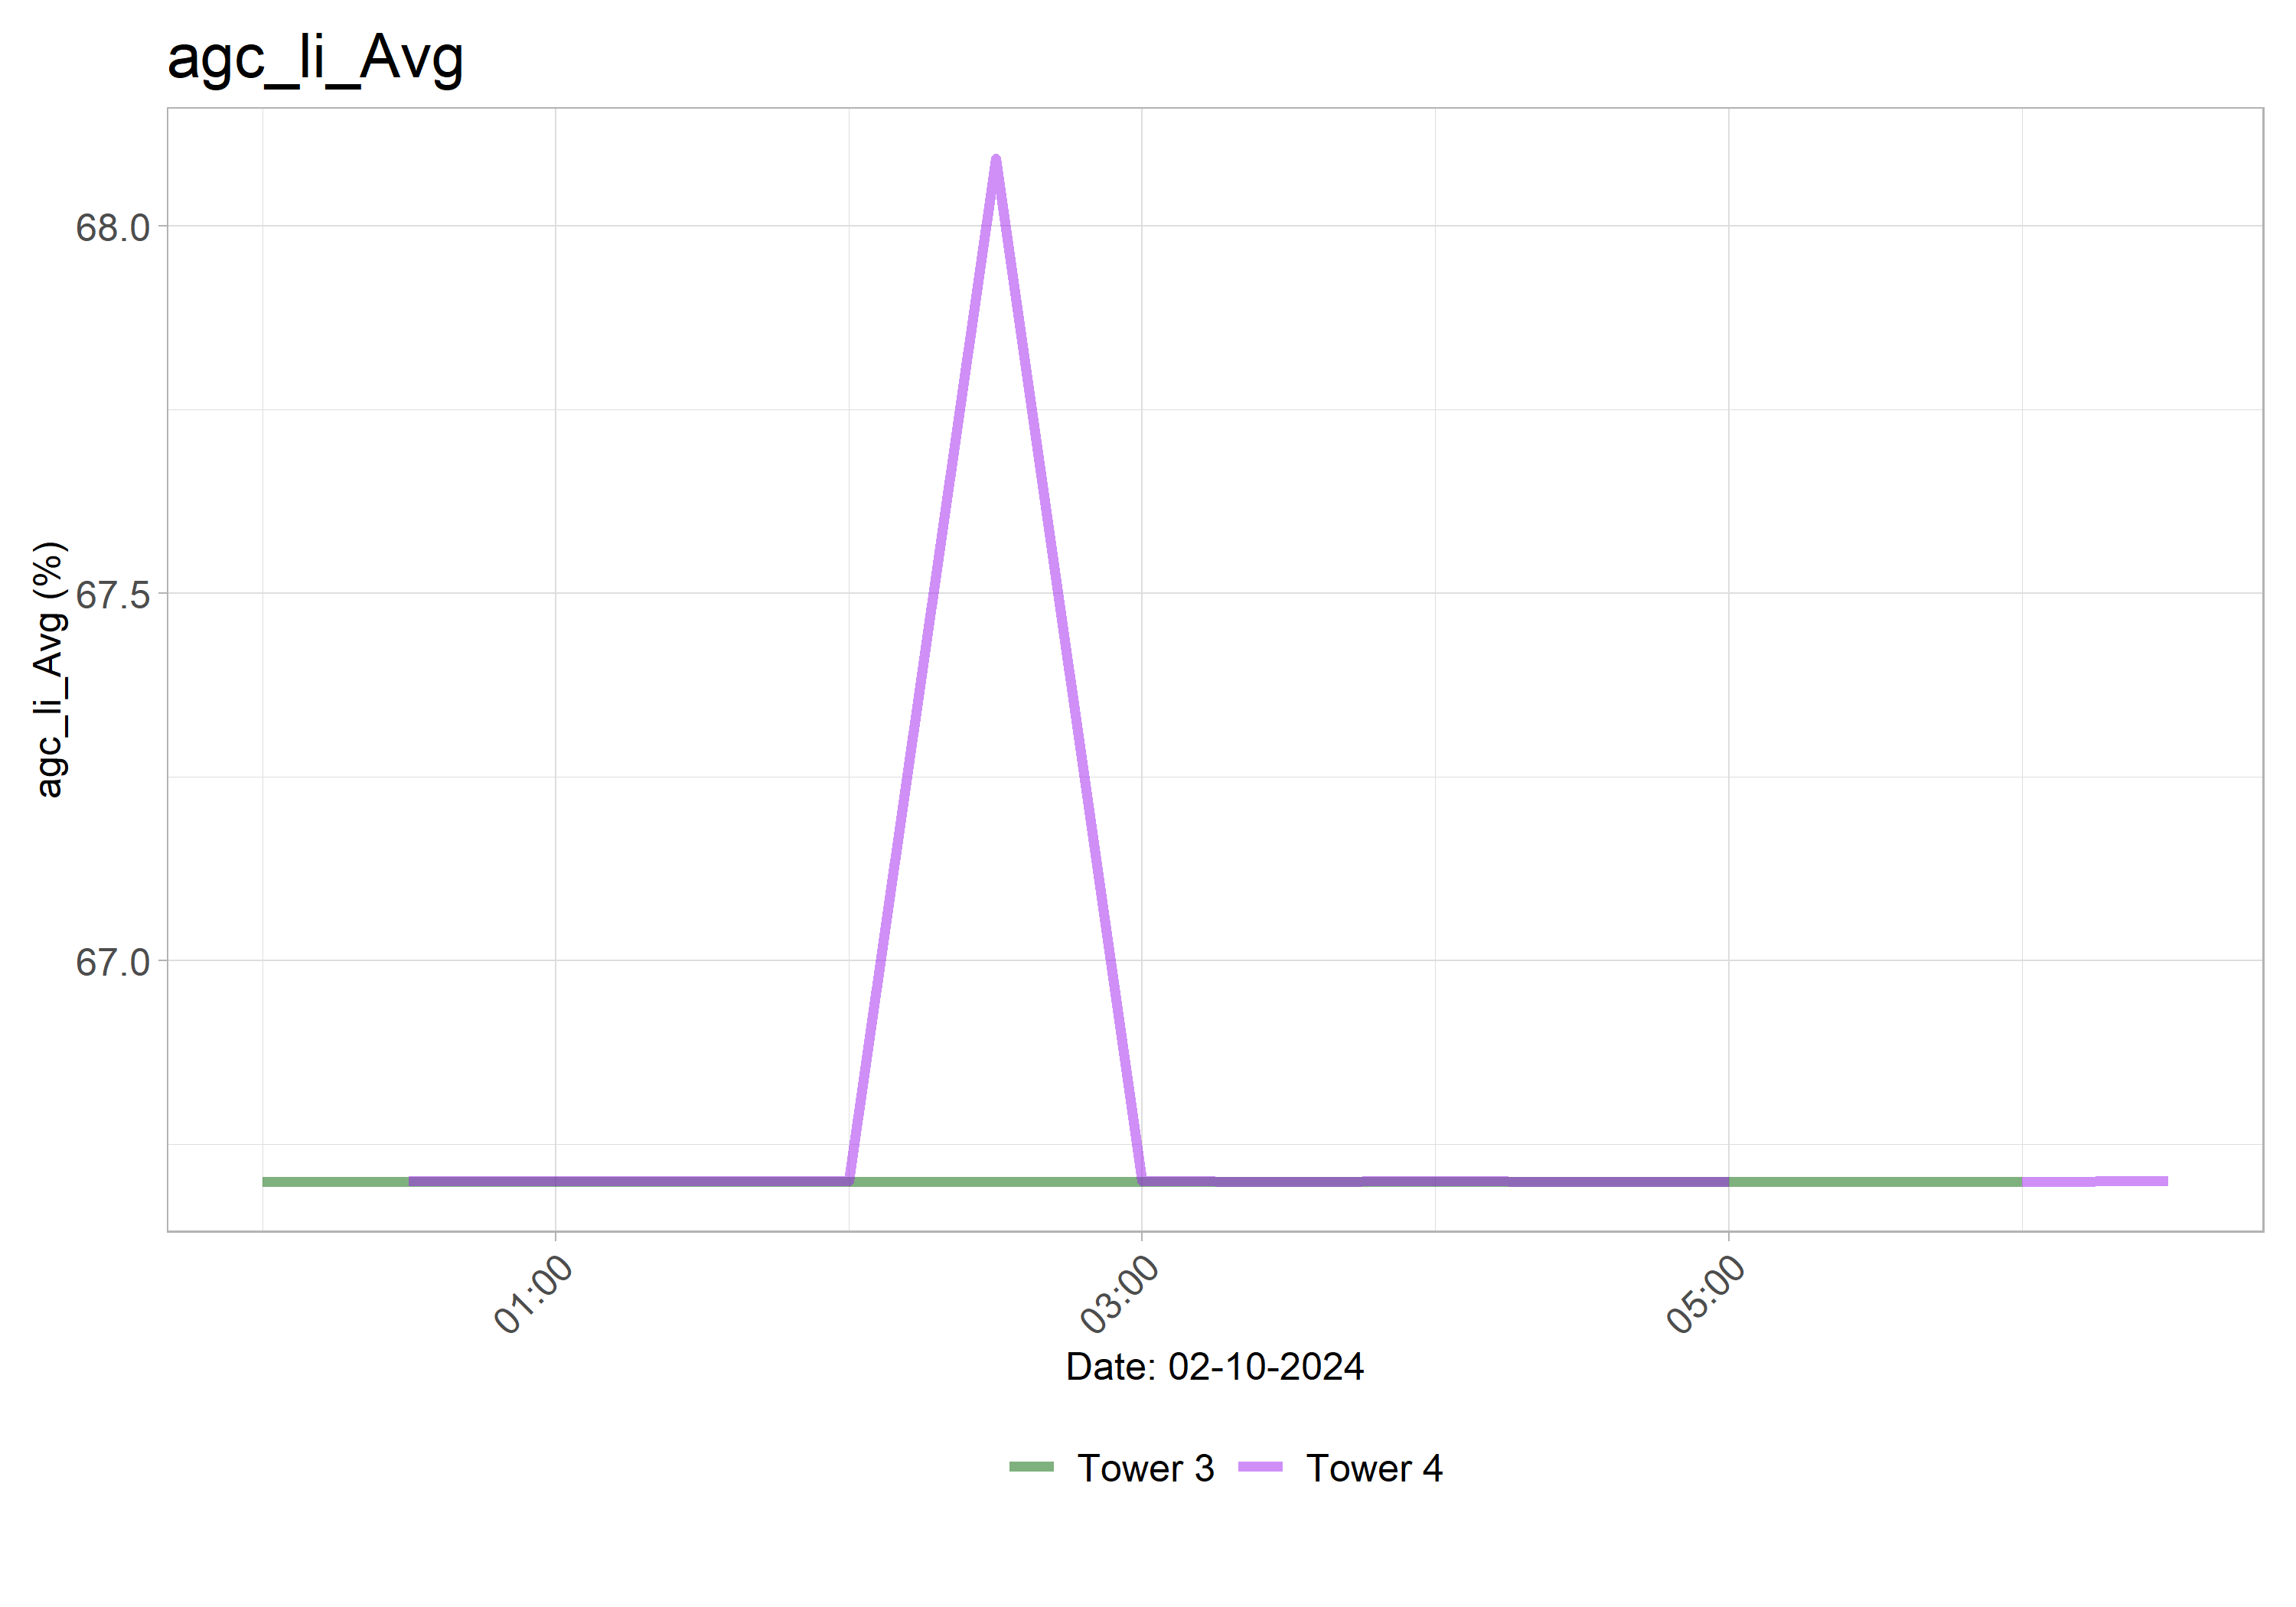 agc_li_Avg
agc_li_Avg (%)
68.0
67.5
67.0
01:00
03:00
05:00
Date: 02-10-2024
Tower 3
Tower 4